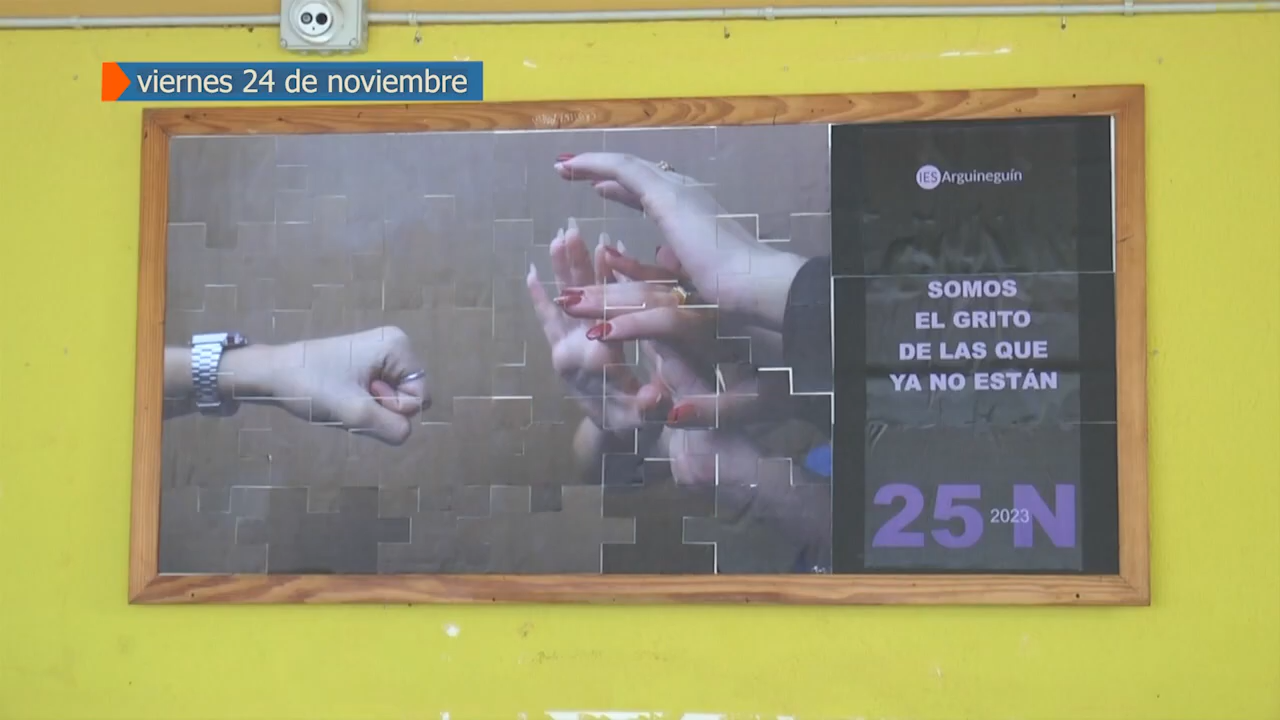 viernes 24 de noviembre
IES Arguineguín
SOMOS
EL GRITO
DE LAS QUE
YA NO ESTÁN
25 2023 N